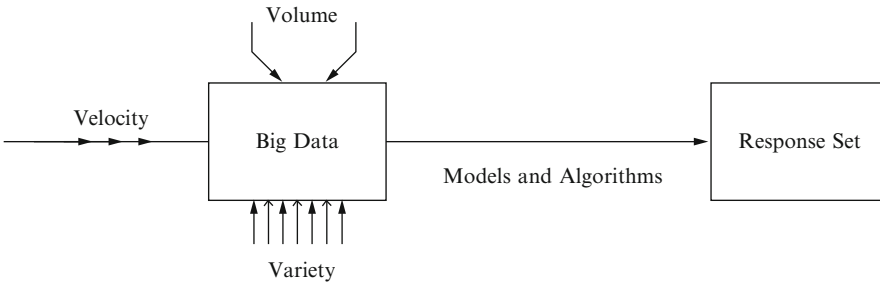 Volume
Velocity
Big Data
Response Set
Models and Algorithms
Variety